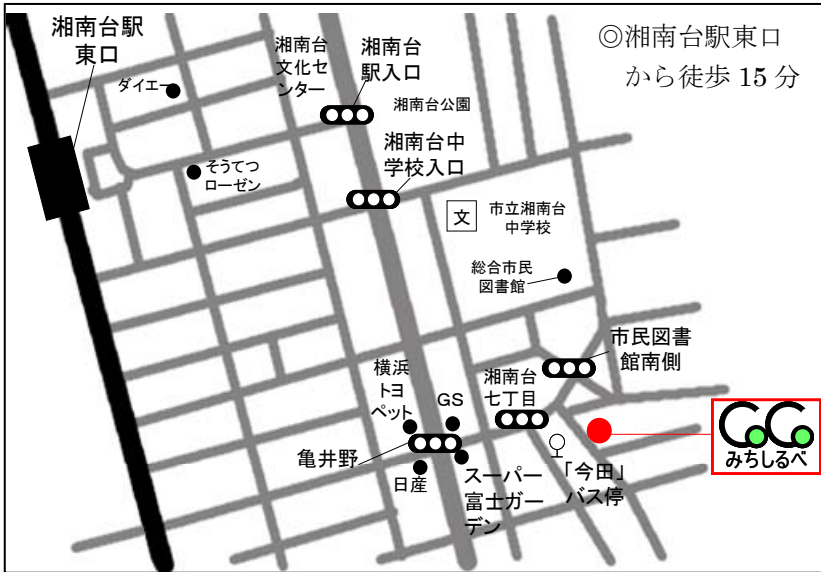 湘南台駅
東口
ダイエー
そうてつ
ローゼン
湘南台
文化セ
ンター
湘南台
駅入口
湘南台公園
湘南台中
学校入口
◎湘南台駅東口
から徒歩 15 分
文
市立湘南台
中学校
総合市民
図書館
市民図書
館南側
湘南台
七丁目
横浜
トヨ
ペット
GS
亀井野
日産
スーパー
富士ガー
デン
「今田」
バス停
CoCo
みちしるべ